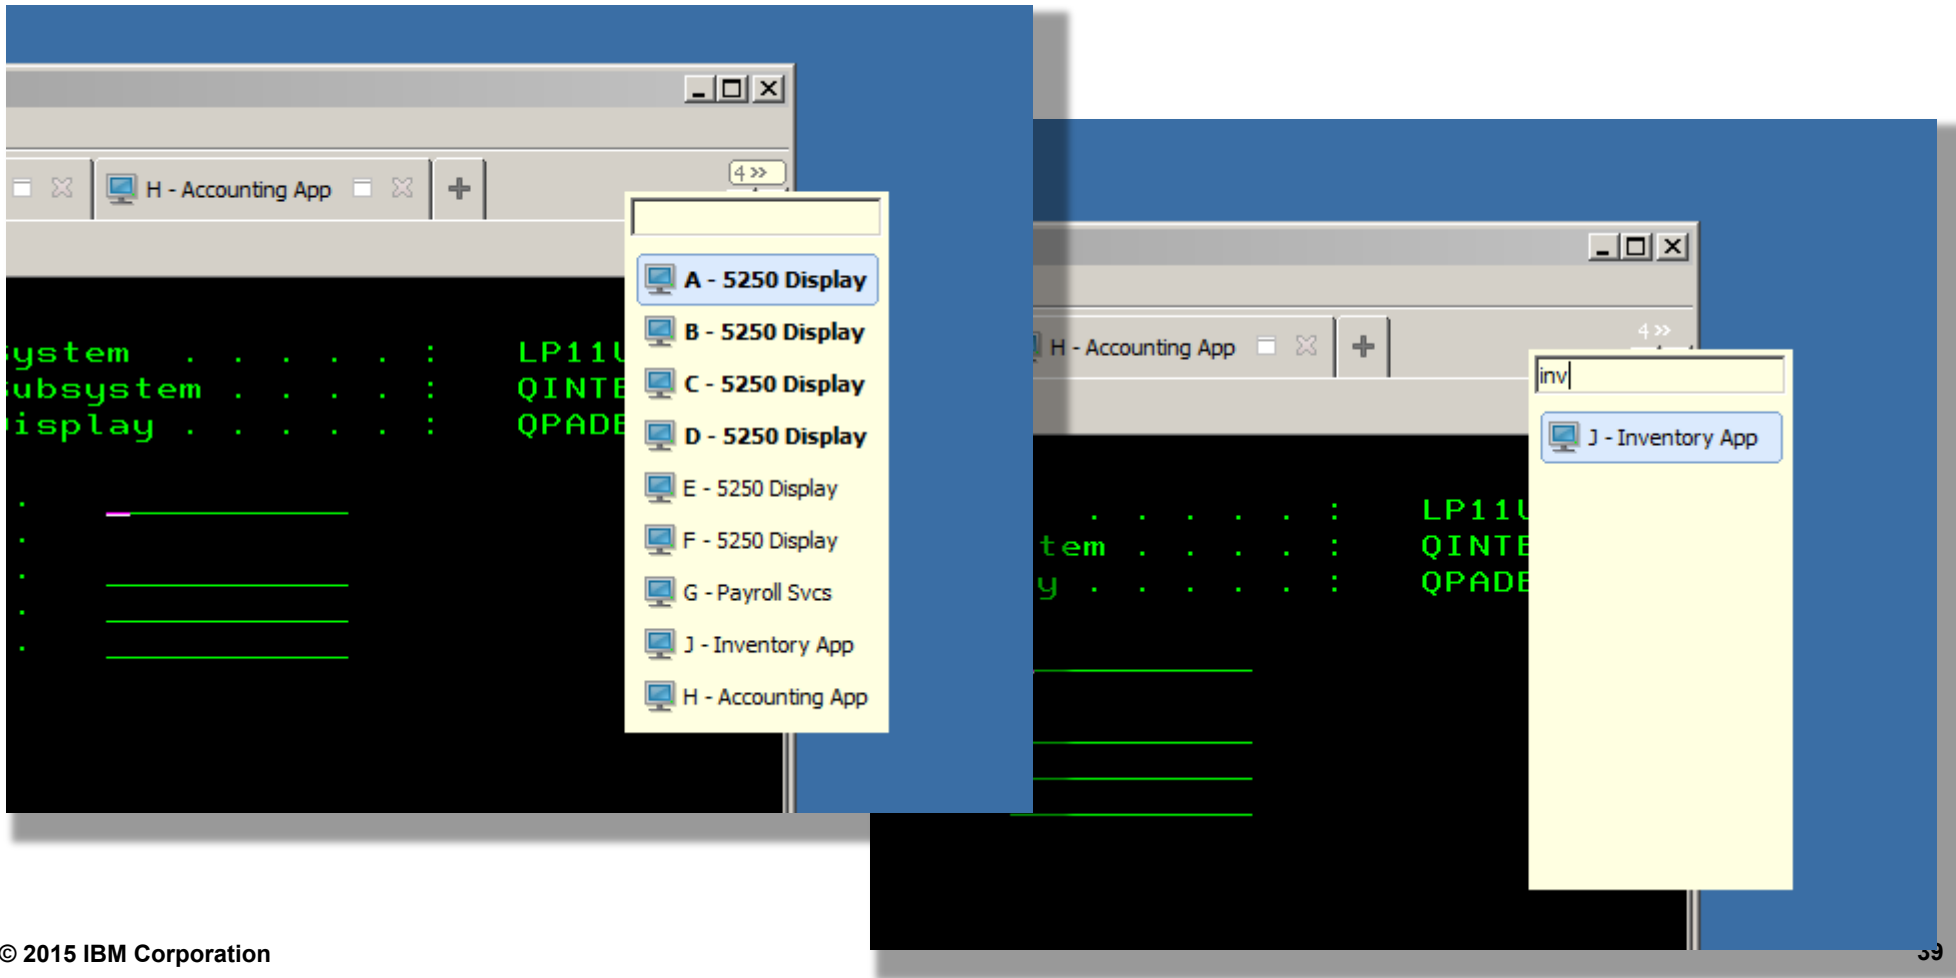 H - Accounting App
4 »
A - 5250 Display
B - 5250 Display
C - 5250 Display
D - 5250 Display
E - 5250 Display
F - 5250 Display
G - Payroll Svcs
J - Inventory App
H - Accounting App
ystem . . . . . : LP11
ubsystem . . . . : QINTE
isplay . . . . . : QPADE
.
.
.
.
.
H - Accounting App
4 »
inv
J - Inventory App
. . . . . : LP11
tem . . . . : QINTE
y . . . . . : QPADE
© 2015 IBM Corporation
39